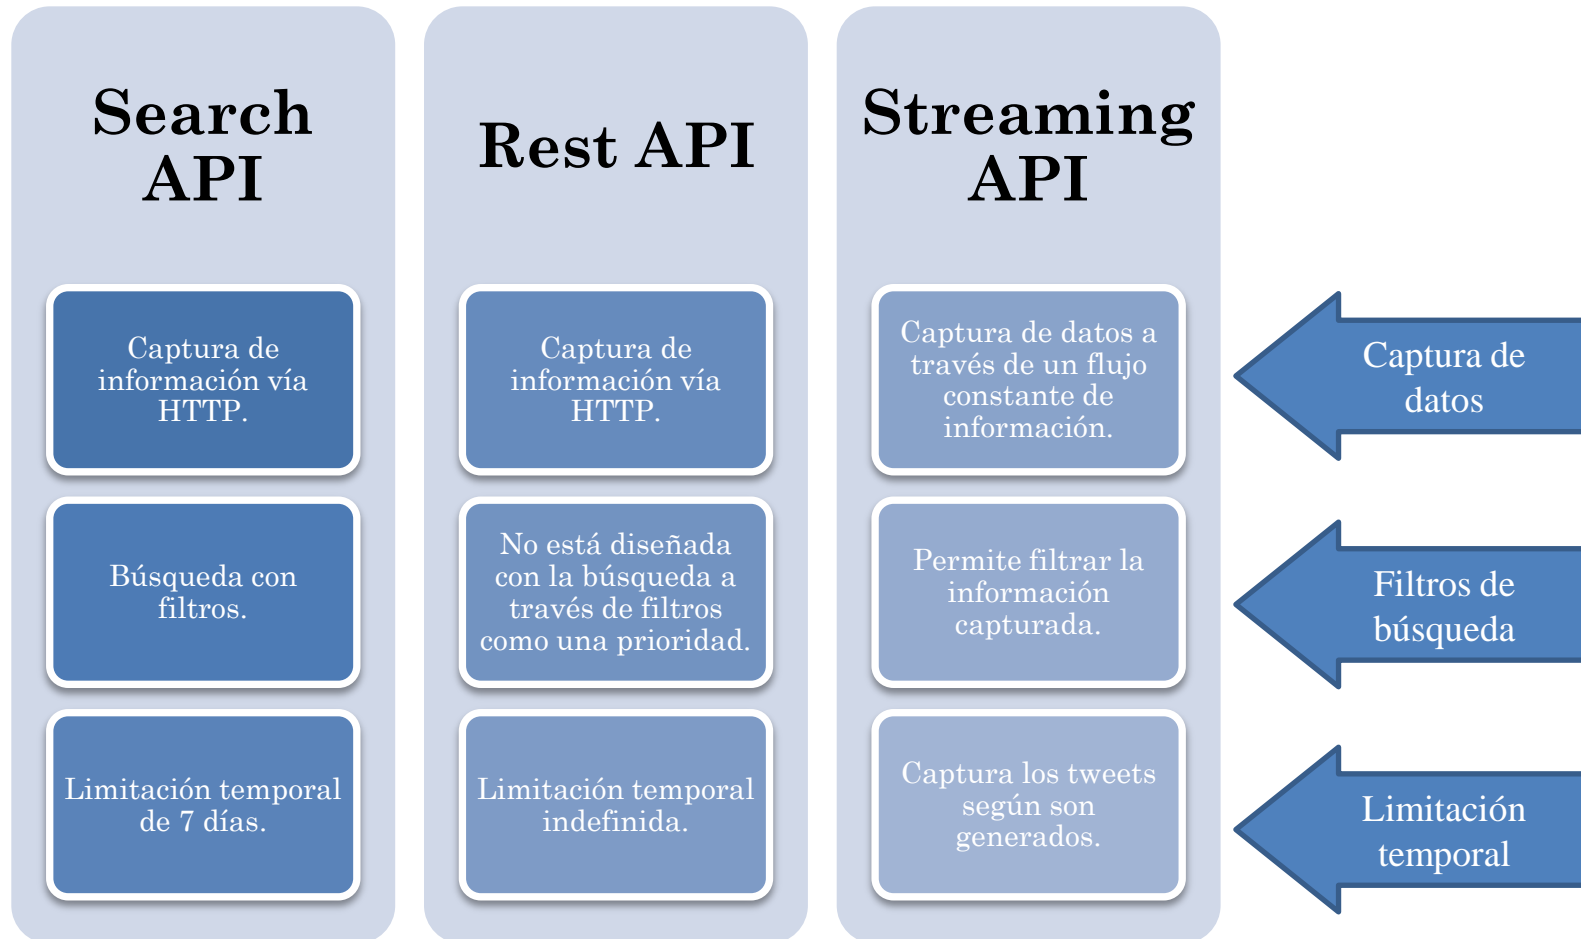 Search
API
Rest API
Streaming
API
Captura de
información vía
HTTP.
Captura de
información vía
HTTP.
Captura de datos a
través de un flujo
constante de
información.
Captura de
datos
Búsqueda con
filtros.
No está diseñada
con la búsqueda a
través de filtros
como una prioridad.
Permite filtrar la
información
capturada.
Filtros de
búsqueda
Limitación temporal
de 7 días.
Limitación temporal
indefinida.
Captura los tweets
según son
generados.
Limitación
temporal